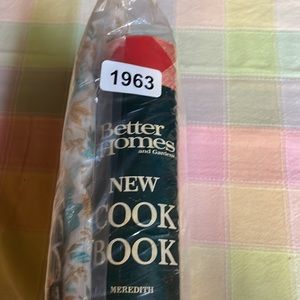 1963
Better
Homes
and Gardens
NEW
COOK
BOOK
MEREDITH